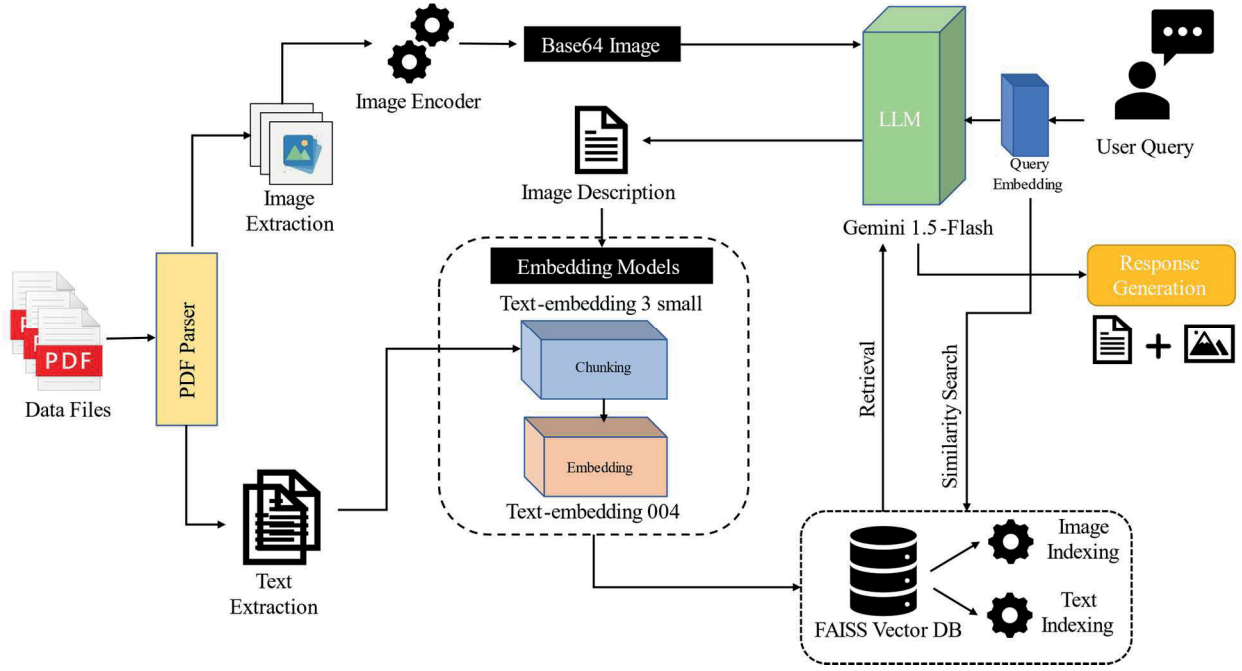 Base64 Image
Image Encoder
LLM
User Query
Query
Embedding
Image
Extraction
Image Description
Gemini 1.5-Flash
Embedding Models
Text-embedding 3 small
Response
Generation
PDF
PDF Parser
Chunking
Data Files
Retrieval
Similarity Search
Embedding
Text-embedding 004
Text
Extraction
Image
Indexing
Text
Indexing
FAISS Vector DB